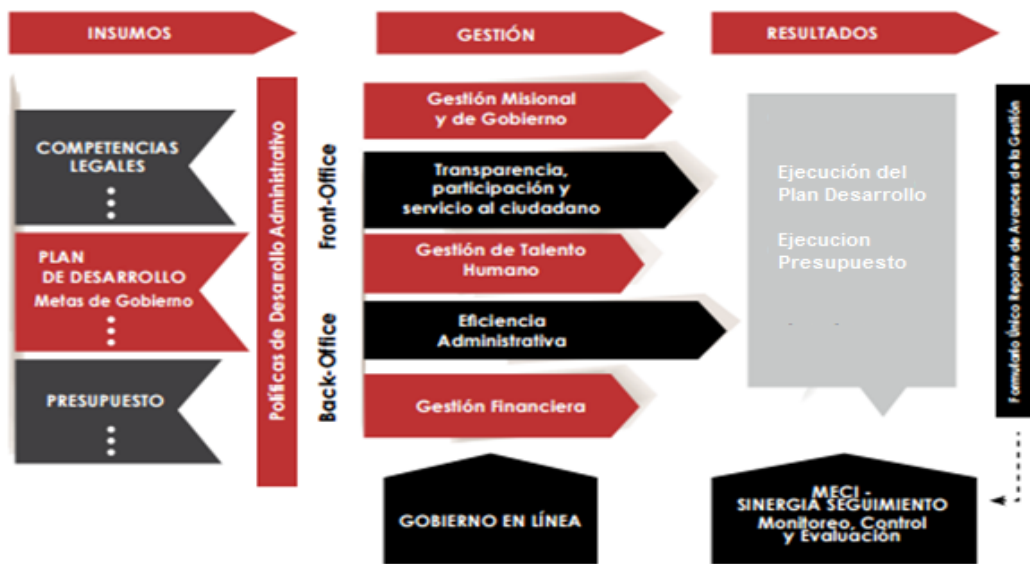 INSUMOS
GESTIÓN
RESULTADOS
COMPETENCIAS
LEGALES
PLAN
DE DESARROLLO
Metas de Gobierno
PRESUPUESTO
Políticas de Desarrollo Administrativo
Front-Office
Back-Office
Gestión Misional
y de Gobierno
Transparencia,
participación y
servicio al ciudadano
Gestión de Talento
Humano
Eficiencia
Administrativa
Gestión Financiera
GOBIERNO EN LÍNEA
Ejecución del
Plan Desarrollo
Ejecucion
Presupuesto
Formulario Único Reporte de Avances de la Gestión
MECI -
SINERGIA SEGUIMIENTO
Monitoreo, Control
y Evaluación